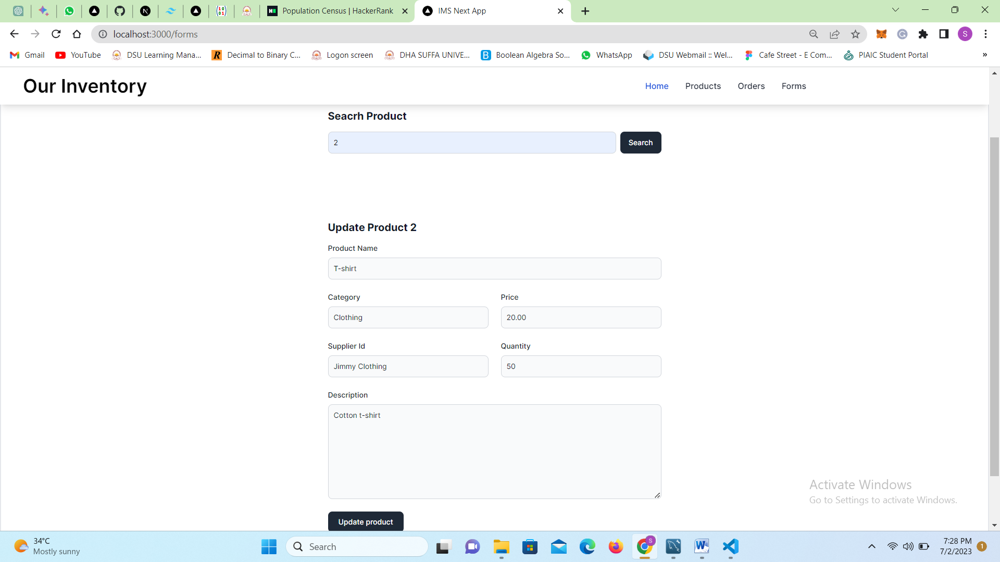 Population Census | HackerRank
IMS Next App
localhost:3000/forms
S
Gmail
YouTube
DSU Learning Mana...
Decimal to Binary C...
Logon screen
DHA SUFFA UNIVE...
Boolean Algebra So...
WhatsApp
DSU Webmail :: Wel...
Cafe Street - E Com...
PIAIC Student Portal
»
Our Inventory
Home
Products
Orders
Forms
Seacrh Product
2
Search
Update Product 2
Product Name
T-shirt
Category
Price
Clothing
20.00
Supplier Id
Quantity
Jimmy Clothing
50
Description
Cotton t-shirt
Update product
Activate Windows
Go to Settings to activate Windows.
34°C
Mostly sunny
Search
7:28 PM
7/2/2023
1